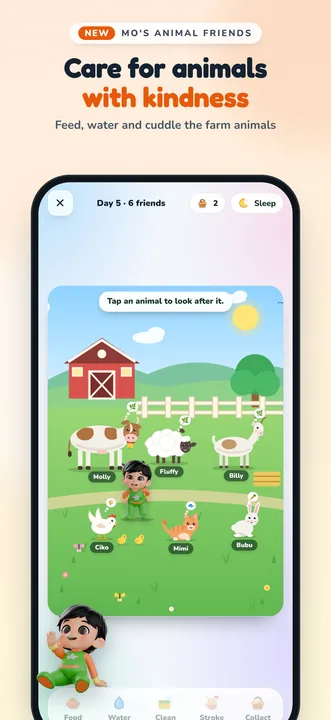 NEW MO'S ANIMAL FRIENDS
Care for animals
with kindness
Feed, water and cuddle the farm animals
Day 5 · 6 friends
2
Sleep
Tap an animal to look after it.
Molly
Fluffy
Billy
Ciko
Mimi
Bubu
Food
Water
Clean
Stroke
Collect